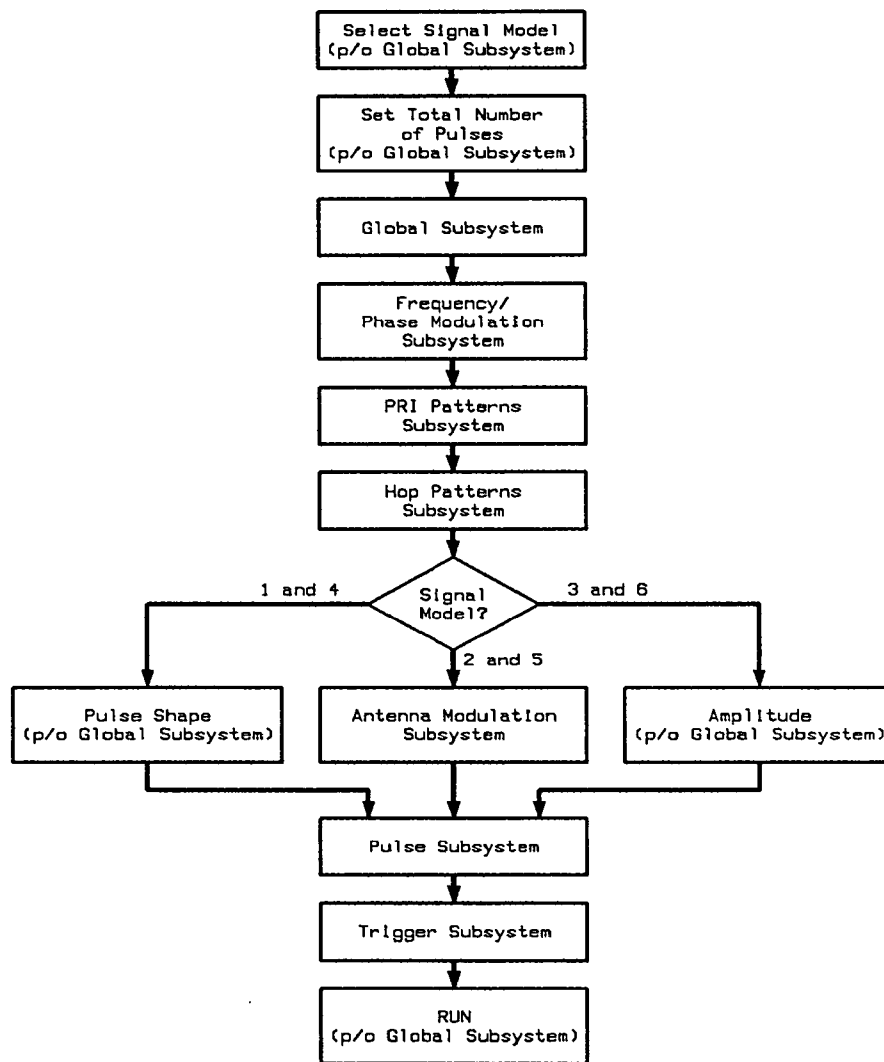 Select Signal Model
(p/o Global Subsystem)
Set Total Number
of Pulses
(p/o Global Subsystem)
Global Subsystem
Frequency/
Phase Modulation
Subsystem
PRI Patterns
Subsystem
Hop Patterns
Subsystem
1 and 4
Signal
Model?
3 and 6
2 and 5
Pulse Shape
(p/o Global Subsystem)
Antenna Modulation
Subsystem
Amplitude
(p/o Global Subsystem)
Pulse Subsystem
Trigger Subsystem
RUN
(p/o Global Subsystem)